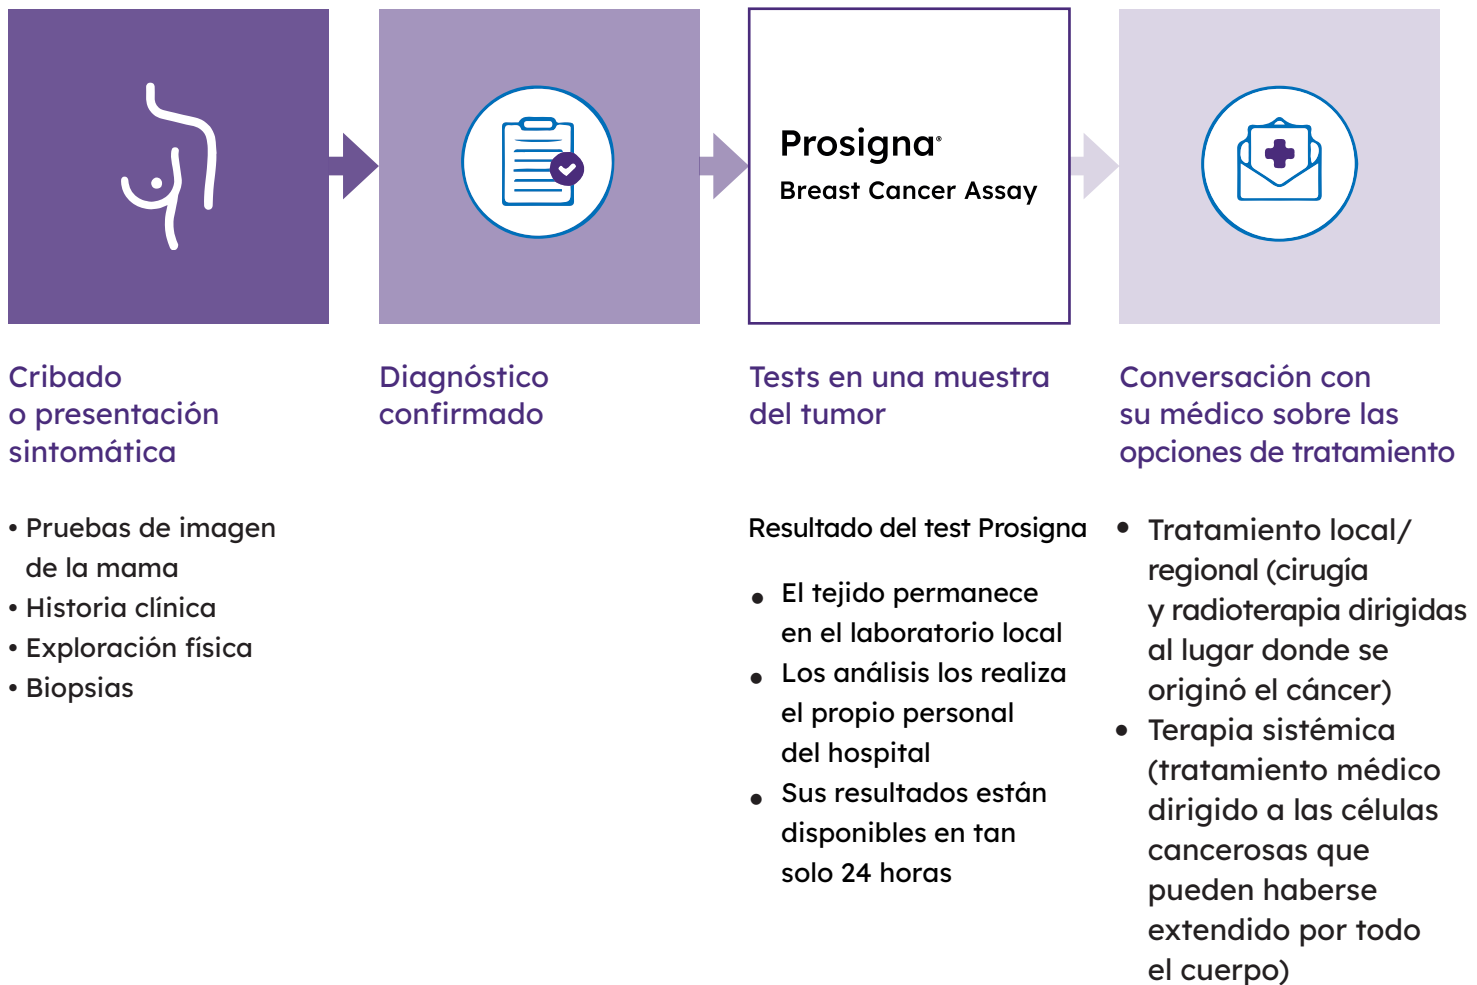 Prosigna®
Breast Cancer Assay
Cribado
o presentación
sintomática
• Pruebas de imagen
de la mama
• Historia clínica
• Exploración física
• Biopsias
Diagnóstico
confirmado
Tests en una muestra
del tumor
Resultado del test Prosigna
• El tejido permanece
en el laboratorio local
• Los análisis los realiza
el propio personal
del hospital
• Sus resultados están
disponibles en tan
solo 24 horas
Conversación con
su médico sobre las
opciones de tratamiento
• Tratamiento local/
regional (cirugía
y radioterapia dirigidas
al lugar donde se
originó el cáncer)
• Terapia sistémica
(tratamiento médico
dirigido a las células
cancerosas que
pueden haberse
extendido por todo
el cuerpo)